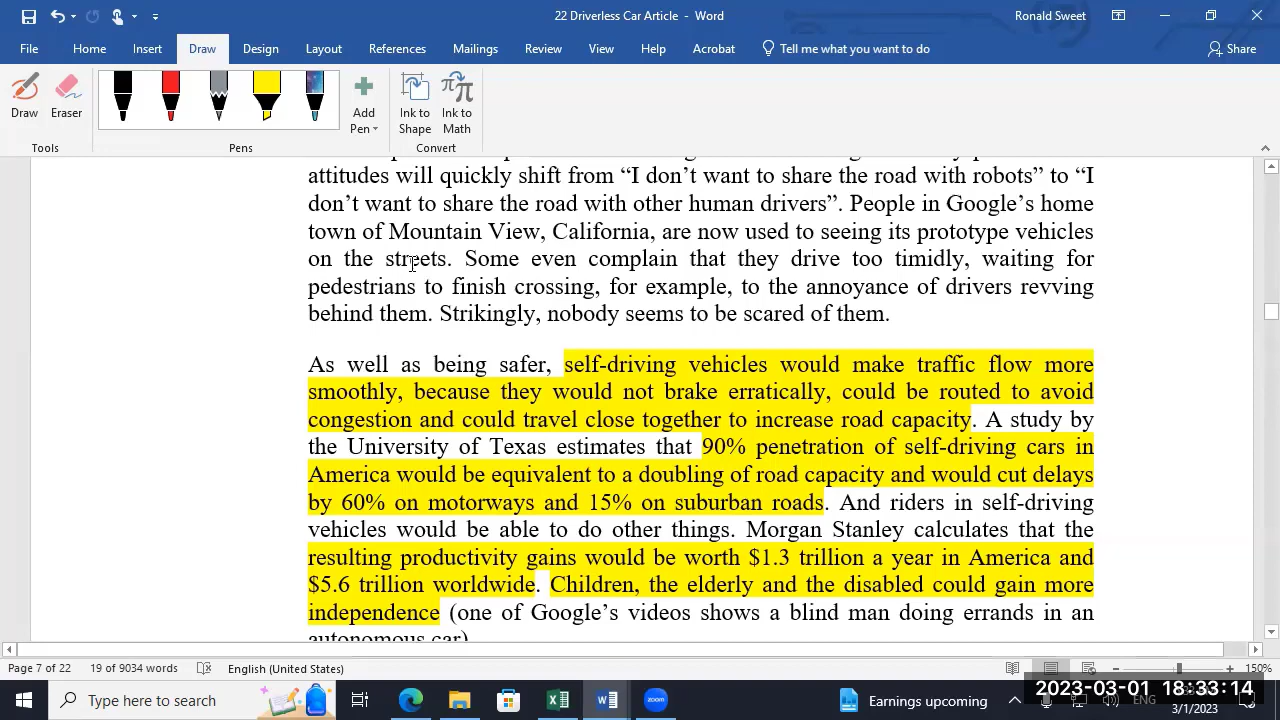 22 Driverless Car Article - Word
Ronald Sweet
File Home Insert Draw Design Layout References Mailings Review View Help Acrobat Tell me what you want to do Share
Draw
Eraser
Add
Pen
Ink to
Shape
Ink to
Math
Tools
Pens
Convert
attitudes will quickly shift from “I don’t want to share the road with robots” to “I
don’t want to share the road with other human drivers”. People in Google’s home
town of Mountain View, California, are now used to seeing its prototype vehicles
on the streets. Some even complain that they drive too timidly, waiting for
pedestrians to finish crossing, for example, to the annoyance of drivers revving
behind them. Strikingly, nobody seems to be scared of them.
As well as being safer, self-driving vehicles would make traffic flow more
smoothly, because they would not brake erratically, could be routed to avoid
congestion and could travel close together to increase road capacity. A study by
the University of Texas estimates that 90% penetration of self-driving cars in
America would be equivalent to a doubling of road capacity and would cut delays
by 60% on motorways and 15% on suburban roads. And riders in self-driving
vehicles would be able to do other things. Morgan Stanley calculates that the
resulting productivity gains would be worth $1.3 trillion a year in America and
$5.6 trillion worldwide. Children, the elderly and the disabled could gain more
independence (one of Google’s videos shows a blind man doing errands in an
autonomous car).
Page 7 of 22 19 of 9034 words English (United States) 150%
Type here to search
Earnings upcoming
ENG
2023-03-01 18:33:14
3/1/2023